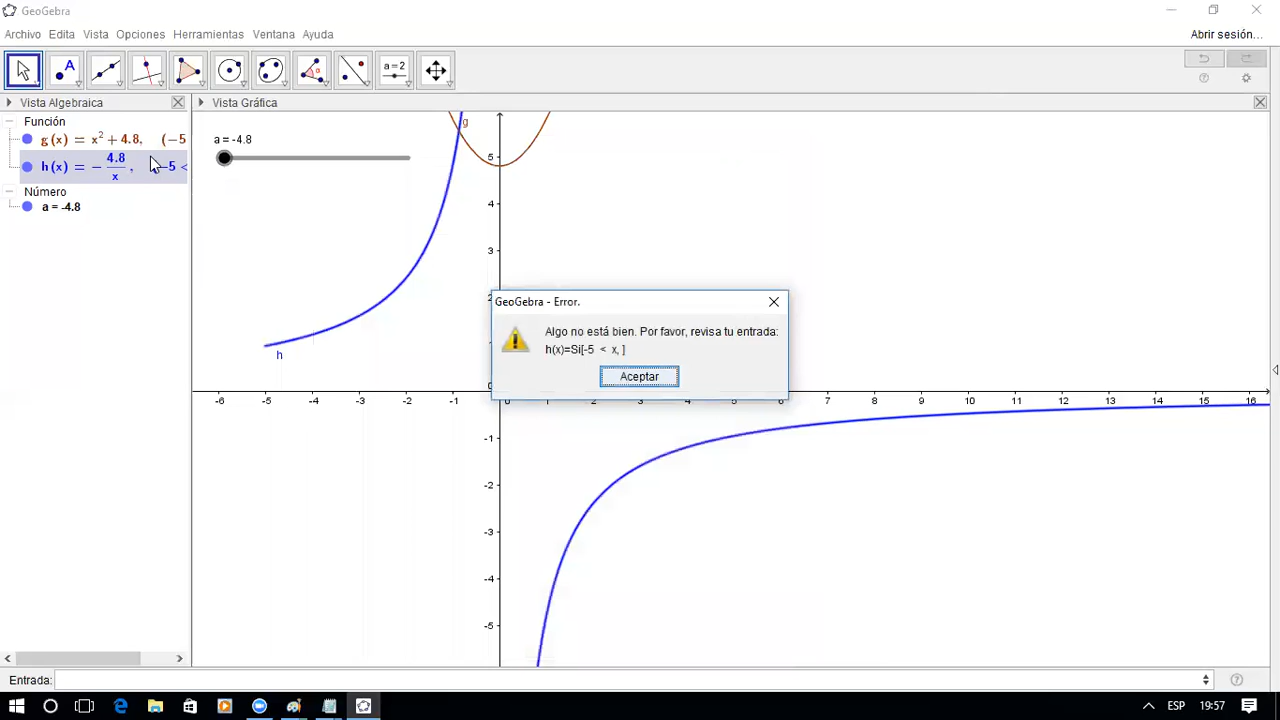 GeoGebra
Archivo Edita Vista Opciones Herramientas Ventana Ayuda
Abrir sesión...
A
a = 2
Vista Algebraica
Vista Gráfica
Función
g (x) = x² + 4.8, (−5
h (x) = − 4.8/x, −5 <
Número
a = -4.8
a = -4.8
g
h
5
4
3
2
0
-1
-2
-3
-4
-5
-6 -5 -4 -3 -2 -1 0 2 3 4 5 6 7 8 9 10 11 12 13 14 15 16
GeoGebra - Error.
Algo no está bien. Por favor, revisa tu entrada:
h(x)=Si[-5 < x, ]
Aceptar
Entrada:
ESP 19:57